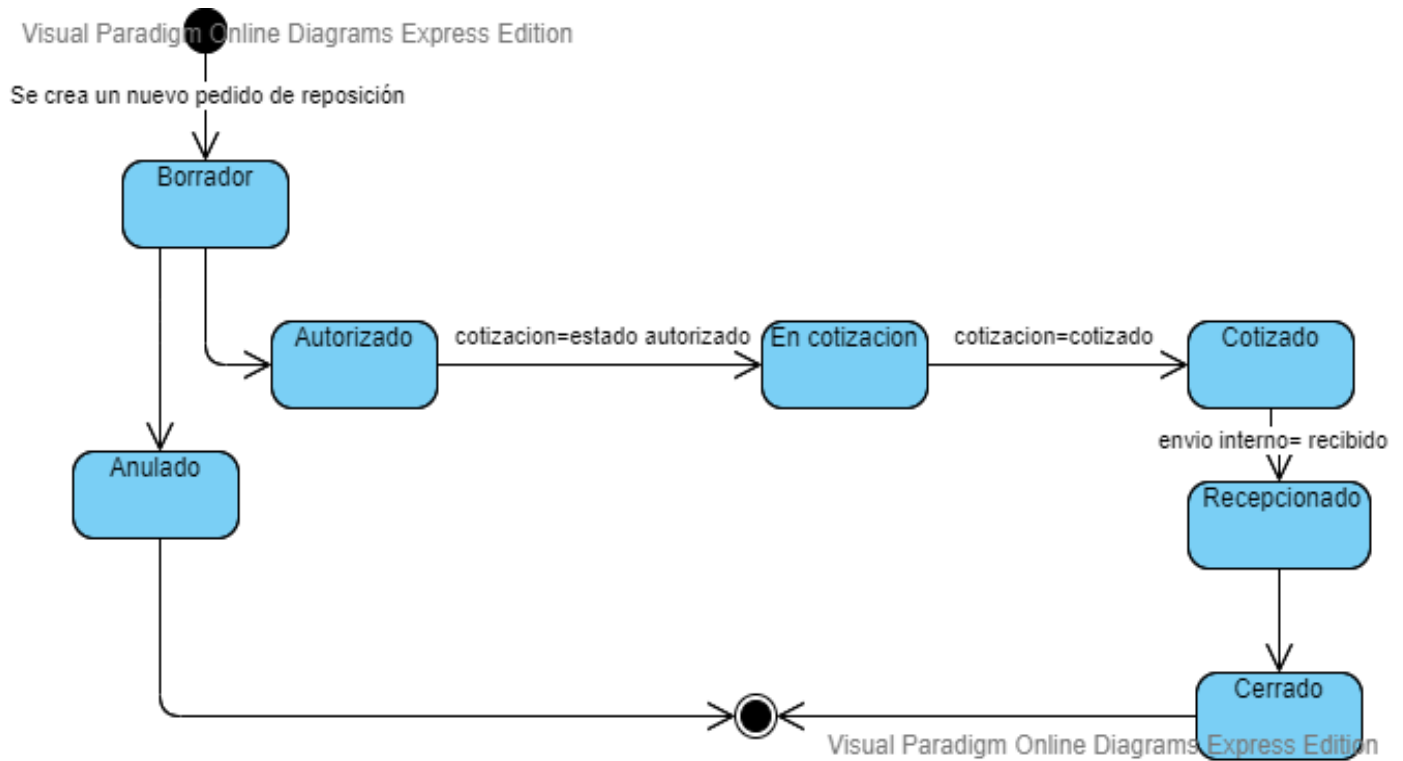 Visual Paradigm Online Diagrams Express Edition
Se crea un nuevo pedido de reposición
Borrador
Autorizado
cotizacion=estado autorizado
En cotizacion
cotizacion=cotizado
Cotizado
envio interno= recibido
Anulado
Recepcionado
Cerrado
Visual Paradigm Online Diagrams Express Edition